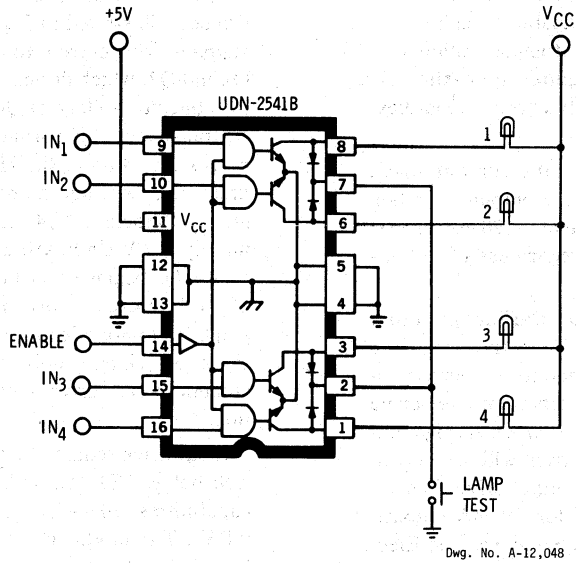 +5V
VCC
UDN-2541B
IN1
9
8
1
IN2
10
7
11
VCC
6
2
12
5
13
4
ENABLE
14
3
3
IN3
15
2
IN4
16
1
4
LAMP
TEST
Dwg. No. A-12,048